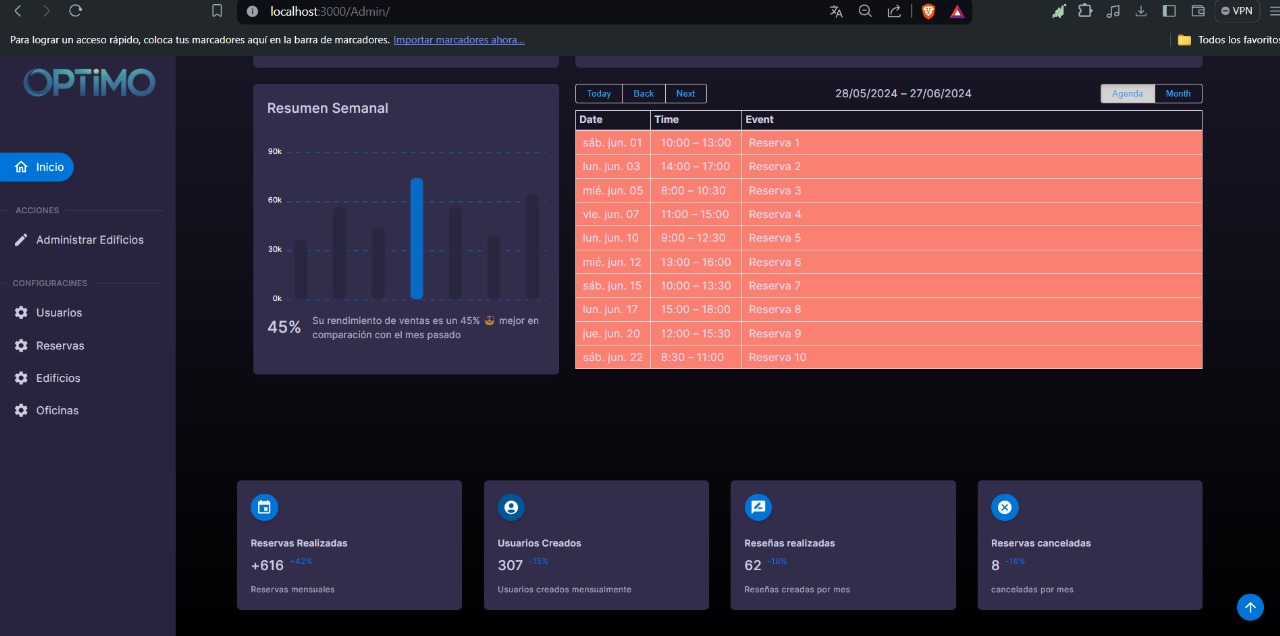 localhost:3000/Admin/
VPN
Para lograr un acceso rápido, coloca tus marcadores aquí en la barra de marcadores. Importar marcadores ahora...
Todos los favoritos
OPTiMO
Inicio
ACCIONES
Administrar Edificios
CONFIGURACINES
Usuarios
Reservas
Edificios
Oficinas
Resumen Semanal
90k
60k
30k
0k
45%
Su rendimiento de ventas es un 45% 😎 mejor en
comparación con el mes pasado
Today Back Next 28/05/2024 – 27/06/2024 Agenda Month
Date Time Event
sáb. jun. 01 10:00 – 13:00 Reserva 1
lun. jun. 03 14:00 – 17:00 Reserva 2
mié. jun. 05 8:00 – 10:30 Reserva 3
vie. jun. 07 11:00 – 15:00 Reserva 4
lun. jun. 10 9:00 – 12:30 Reserva 5
mié. jun. 12 13:00 – 16:00 Reserva 6
sáb. jun. 15 10:00 – 13:30 Reserva 7
lun. jun. 17 15:00 – 18:00 Reserva 8
jue. jun. 20 12:00 – 15:30 Reserva 9
sáb. jun. 22 8:30 – 11:00 Reserva 10
Reservas Realizadas
+616 +42%
Reservas mensuales
Usuarios Creados
307 -15%
Usuarios creados mensualmente
Reseñas realizadas
62 -18%
Reseñas creadas por mes
Reservas canceladas
8 -18%
canceladas por mes